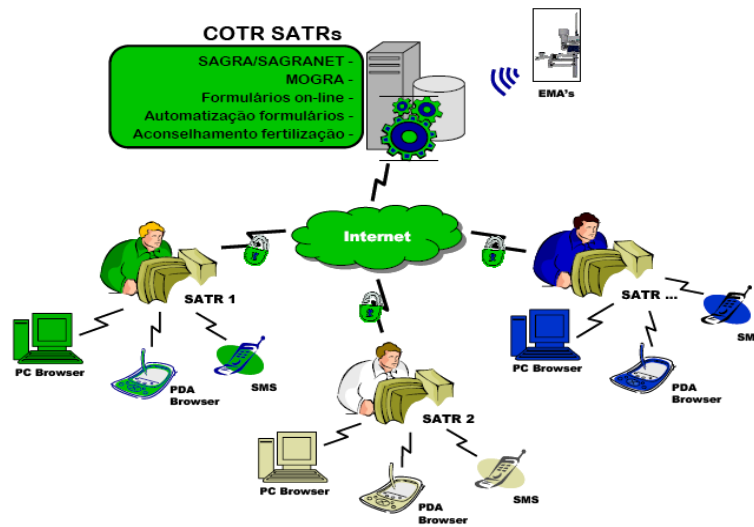 COTR SATRs
SAGRA/SAGRANET -
MOGRA -
Formulários on-line -
Automatização formulários -
Aconselhamento fertilização -
EMA's
Internet
SATR 1
PC Browser
PDA
Browser
SMS
SATR 2
PC Browser
PDA
Browser
SMS
SATR ...
PC Browser
PDA
Browser
SM